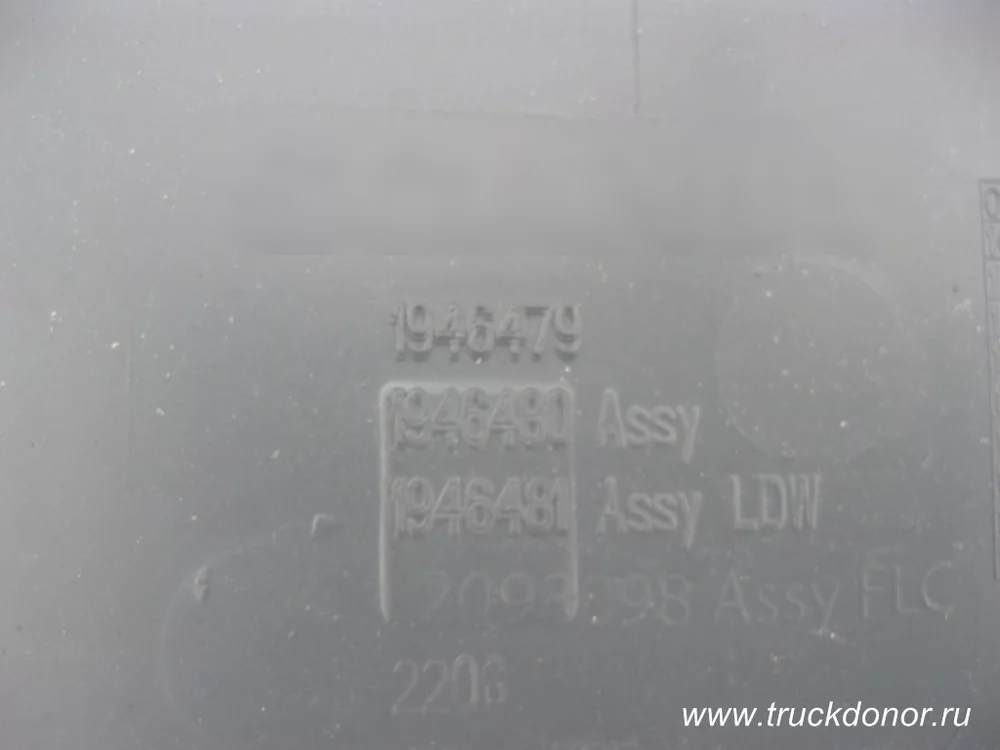 1946479
1946480 Assy
1946481 Assy LDW
Assy FLC
2206
www.truckdonor.ru